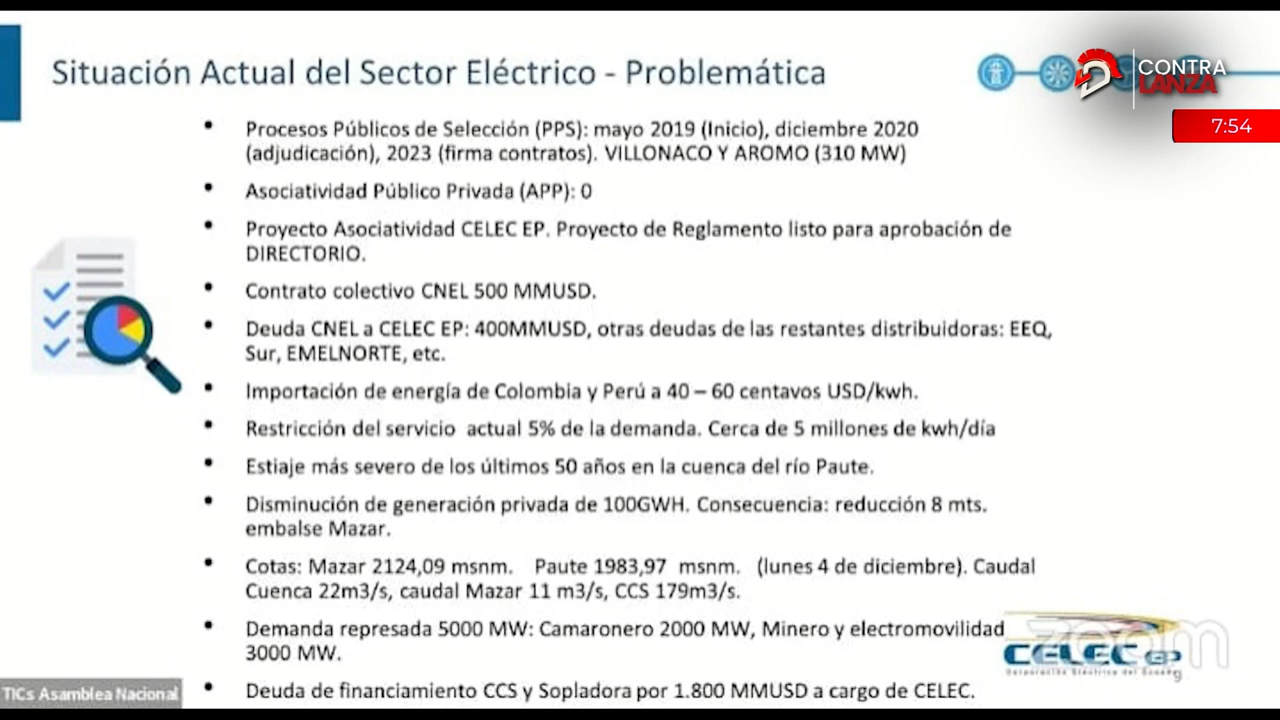 Situación Actual del Sector Eléctrico - Problemática
CONTRA
LANZA
7:54
• Procesos Públicos de Selección (PPS): mayo 2019 (Inicio), diciembre 2020
(adjudicación), 2023 (firma contratos). VILLONACO Y AROMO (310 MW)
• Asociatividad Público Privada (APP): 0
• Proyecto Asociatividad CELEC EP. Proyecto de Reglamento listo para aprobación de
DIRECTORIO.
• Contrato colectivo CNEL 500 MMUSD.
• Deuda CNEL a CELEC EP: 400MMUSD, otras deudas de las restantes distribuidoras: EEQ,
Sur, EMELNORTE, etc.
• Importación de energía de Colombia y Perú a 40 – 60 centavos USD/kwh.
• Restricción del servicio actual 5% de la demanda. Cerca de 5 millones de kwh/día
• Estiaje más severo de los últimos 50 años en la cuenca del río Paute.
• Disminución de generación privada de 100GWH. Consecuencia: reducción 8 mts.
embalse Mazar.
• Cotas: Mazar 2124,09 msnm. Paute 1983,97 msnm. (lunes 4 de diciembre). Caudal
Cuenca 22m3/s, caudal Mazar 11 m3/s, CCS 179m3/s.
• Demanda represada 5000 MW: Camaronero 2000 MW, Minero y electromovilidad
3000 MW.
• Deuda de financiamiento CCS y Sopladora por 1.800 MMUSD a cargo de CELEC.
zoom
CELEC EP
Corporación Eléctrica del Ecuador
9
TICs Asamblea Nacional